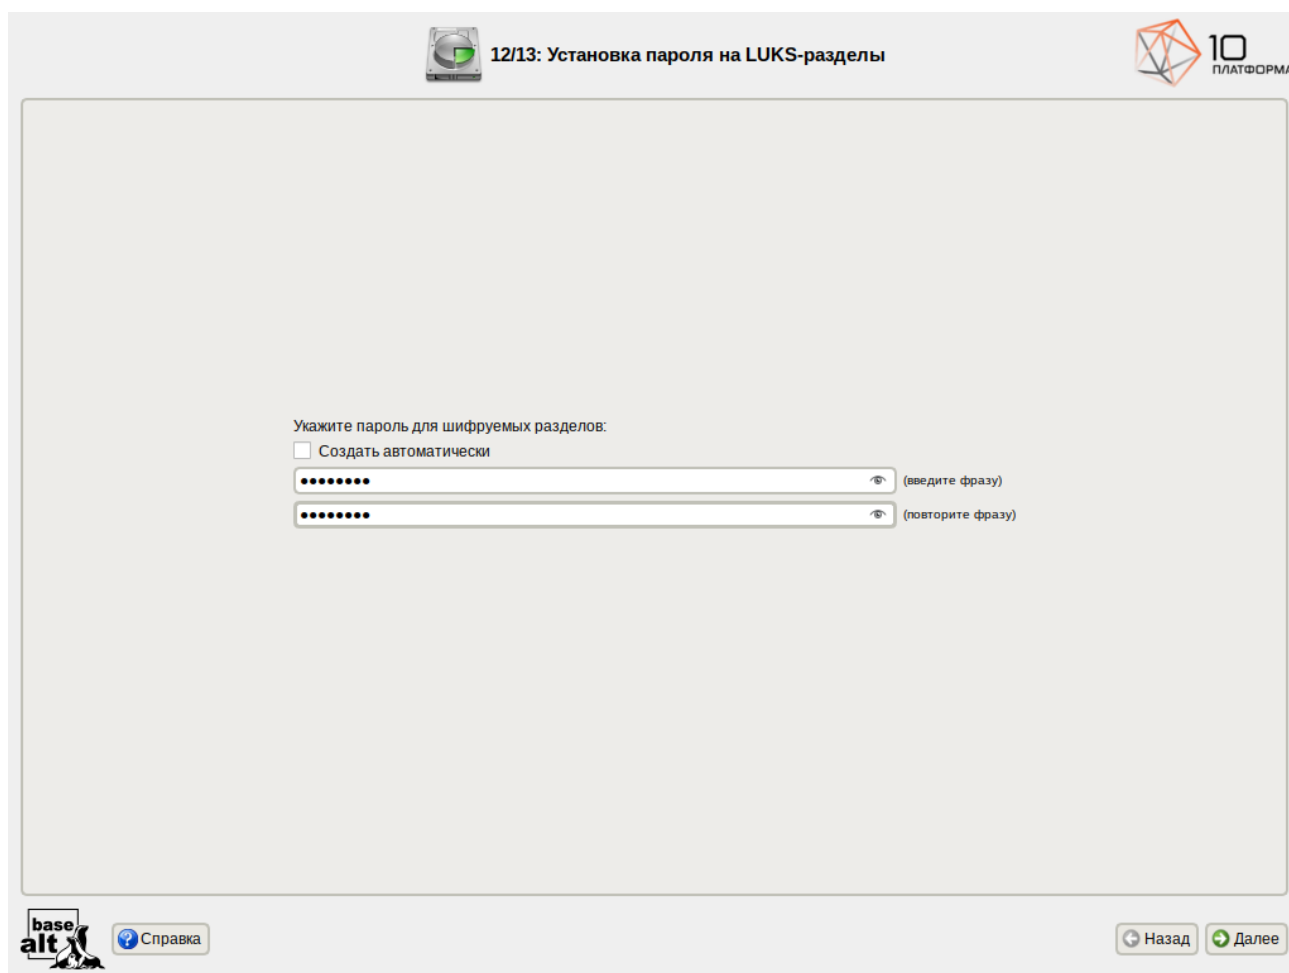 12/13: Установка пароля на LUKS-разделы
10
ПЛАТФОРМА
Укажите пароль для шифруемых разделов:
Создать автоматически
•••••••• (введите фразу)
•••••••• (повторите фразу)
base
alt
Справка
Назад
Далее